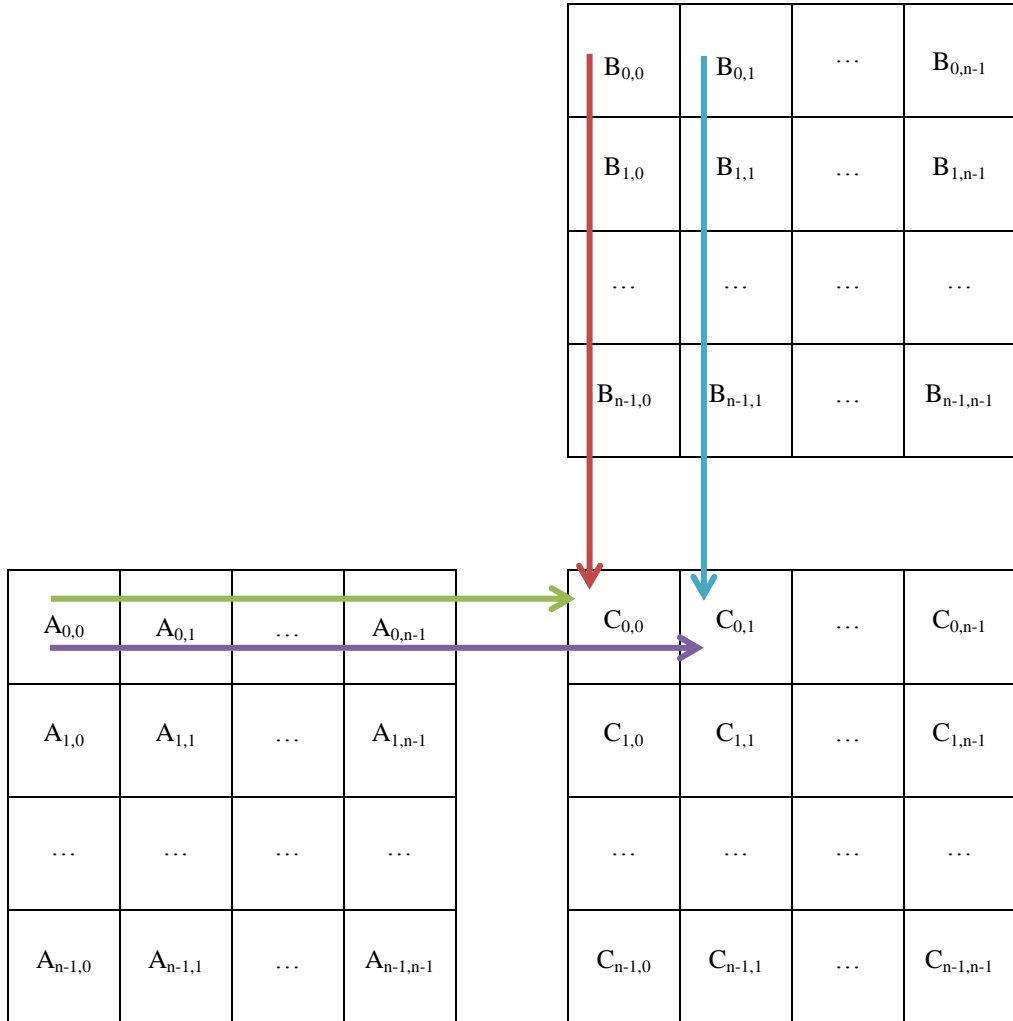 B0,0 B0,1 … B0,n-1
B1,0 B1,1 … B1,n-1
… … … …
Bn-1,0 Bn-1,1 … Bn-1,n-1
A0,0 A0,1 … A0,n-1 C0,0 C0,1 … C0,n-1
A1,0 A1,1 … A1,n-1 C1,0 C1,1 … C1,n-1
… … … … … … … …
An-1,0 An-1,1 … An-1,n-1 Cn-1,0 Cn-1,1 … Cn-1,n-1